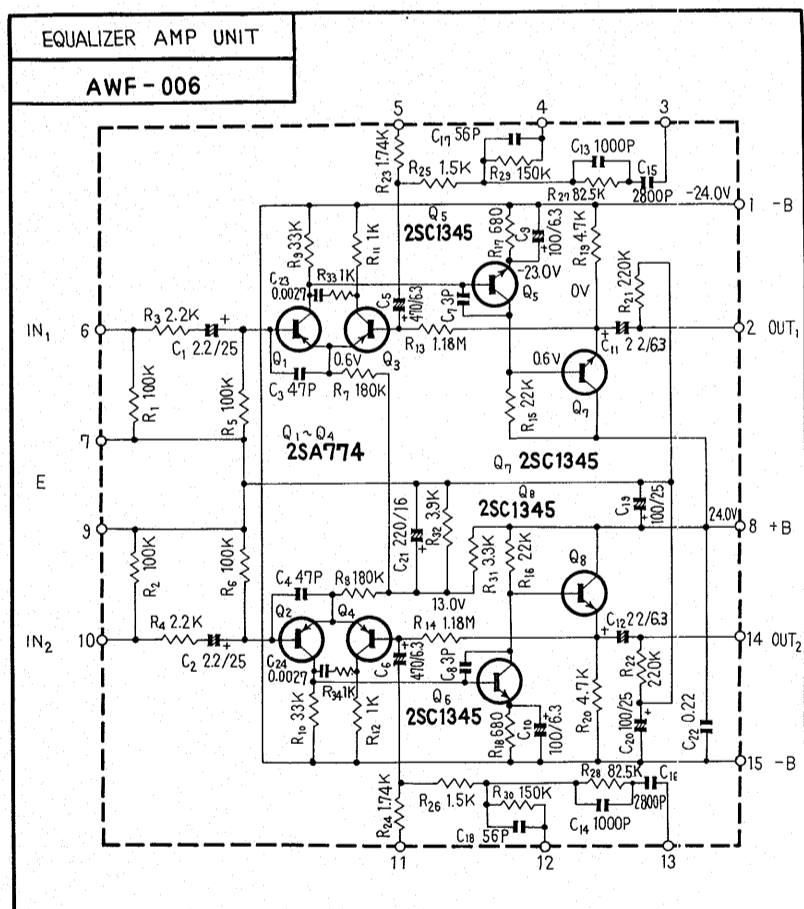 EQUALIZER AMP UNIT
AWF-006
5
4
3
C17 56P
C13 1000P
R23 1.74K
R25 1.5K
R29 150K
R27 82.5K
C15
2800P
-24.0V
1 -B
Q5
2SC1345
R9 33K
R11 1K
R17 680
C9
100/6.3
R19 4.7K
C23
0.0027
R33 1K
C5
470/6.3
C7 3P
-23.0V
Q5
0V
R21 220K
R3 2.2K
IN1 6
C1 2.2/25
Q1
0.6V
Q3
R13 1.18M
C11 2.2/6.3
2 OUT1
0.6V
C3 47P
R7 180K
R1 100K
R5 100K
R15 22K
Q7
7
Q1~Q4
2SA774
Q7 2SC1345
E
Q8
2SC1345
C21 220/16
R32 3.9K
C19
100/25
24.0V
9
8 +B
R2 100K
R6 100K
R31 3.3K
R16 22K
Q8
C4 47P
R8 180K
13.0V
R4 2.2K
Q2
Q4
R14 1.18M
C12 2.2/6.3
IN2 10
14 OUT2
C2 2.2/25
C24
0.0027
R34 1K
C6
470/6.3
C8 3P
R22
220K
Q6
2SC1345
R10 33K
R12 1K
R18 680
C10
100/6.3
R20 4.7K
C20 100/25
C22 0.22
15 -B
R28 82.5K
C16
2800P
R24 1.74K
R26 1.5K
R30 150K
C14 1000P
C18 56P
11
12
13